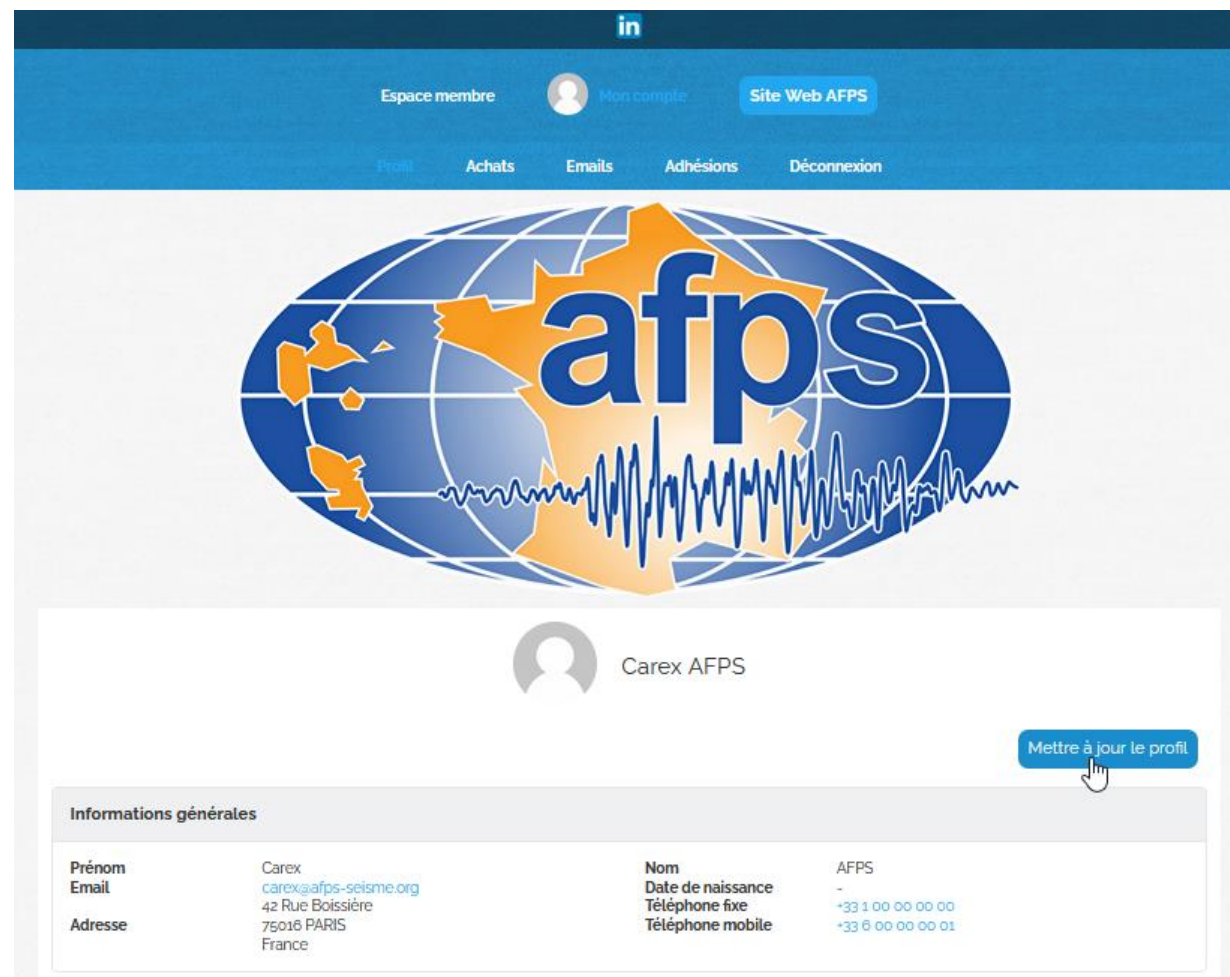 in
Espace membre Mon compte Site Web AFPS
Profil Achats Emails Adhésions Déconnexion
afps
Carex AFPS
Mettre à jour le profil
Informations générales
Prénom Carex Nom AFPS
Email carex@afps-seisme.org Date de naissance -
42 Rue Boissière Téléphone fixe +33 1 00 00 00 00
Adresse 75016 PARIS Téléphone mobile +33 6 00 00 00 01
France